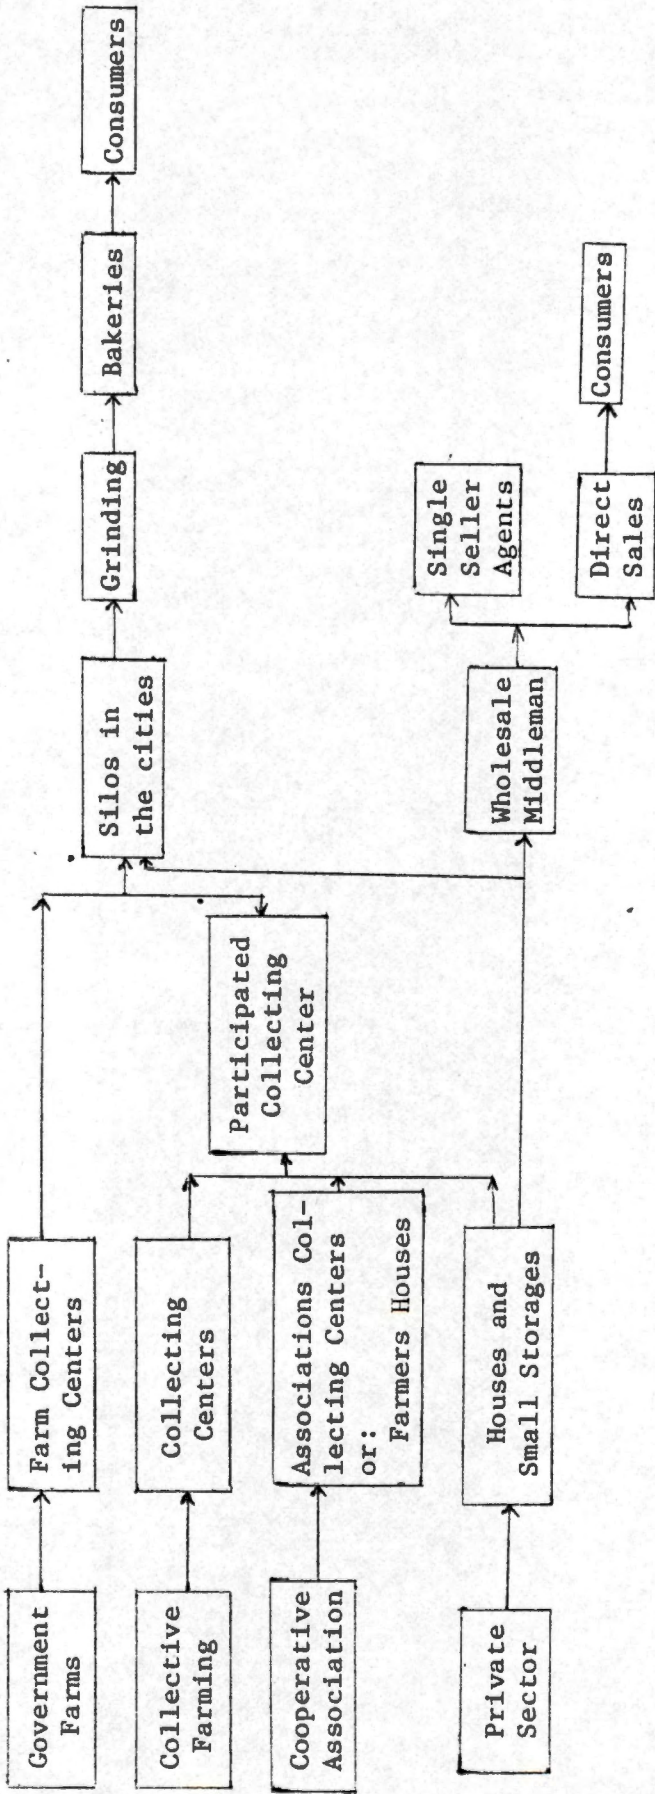 Government
Farms
Farm Collect-
ing Centers
Silos in
the cities
Grinding
Bakeries
Consumers
Collective
Farming
Collecting
Centers
Participated
Collecting
Center
Cooperative
Association
Associations Col-
lecting Centers
or:
Farmers Houses
Private
Sector
Houses and
Small Storages
Wholesale
Middleman
Single
Seller
Agents
Direct
Sales
Consumers